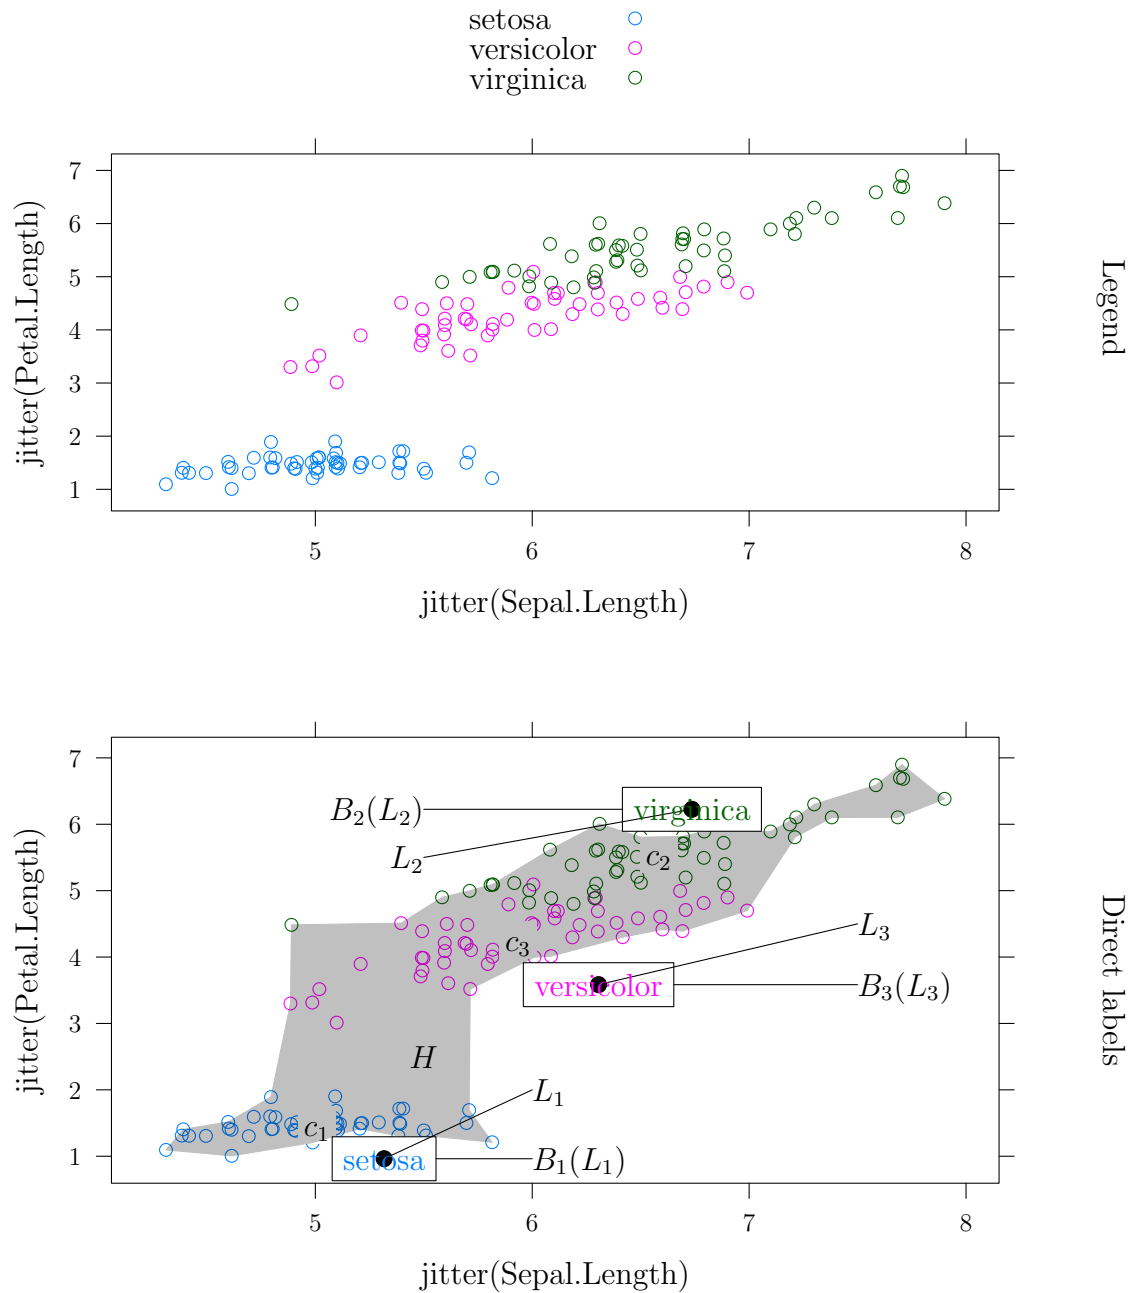 setosa
versicolor
virginica
7
6
5
4
3
2
1
jitter(Petal.Length)
5 6 7 8
jitter(Sepal.Length)
Legend
7
6
5
4
3
2
1
jitter(Petal.Length)
B₂(L₂)
virginica
L₂
c₂
L₃
c₃
versicolor
B₃(L₃)
H
L₁
c₁
setosa
B₁(L₁)
5 6 7 8
jitter(Sepal.Length)
Direct labels